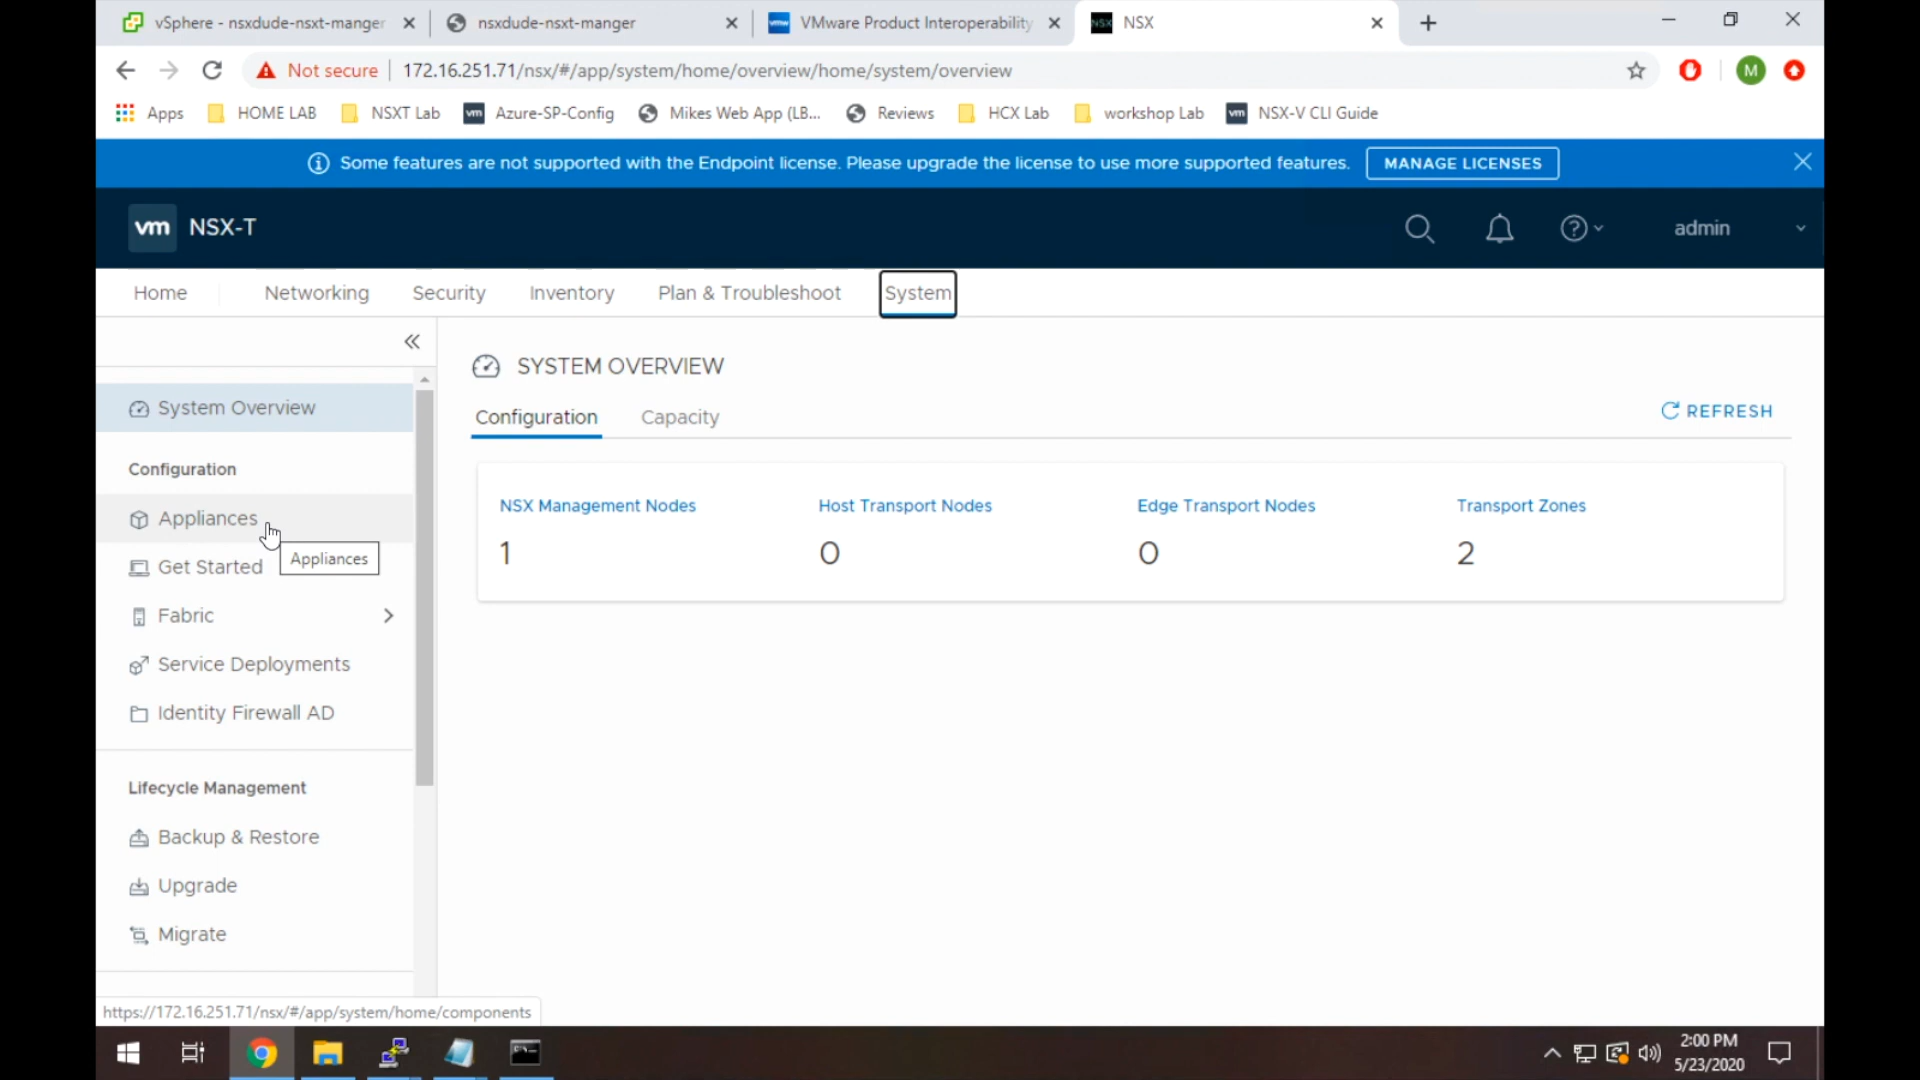 vSphere - nsxdude-nsxt-manger
nsxdude-nsxt-manger
VMware Product Interoperability
NSX
Not secure
172.16.251.71/nsx/#/app/system/home/overview/home/system/overview
M
Apps
HOME LAB
NSXT Lab
Azure-SP-Config
Mikes Web App (LB...
Reviews
HCX Lab
workshop Lab
NSX-V CLI Guide
Some features are not supported with the Endpoint license. Please upgrade the license to use more supported features.
MANAGE LICENSES
vm NSX-T
admin
Home
Networking
Security
Inventory
Plan & Troubleshoot
System
System Overview
Configuration
Appliances
Appliances
Get Started
Fabric
Service Deployments
Identity Firewall AD
Lifecycle Management
Backup & Restore
Upgrade
Migrate
SYSTEM OVERVIEW
Configuration
Capacity
REFRESH
NSX Management Nodes
1
Host Transport Nodes
0
Edge Transport Nodes
0
Transport Zones
2
https://172.16.251.71/nsx/#/app/system/home/components
2:00 PM
5/23/2020